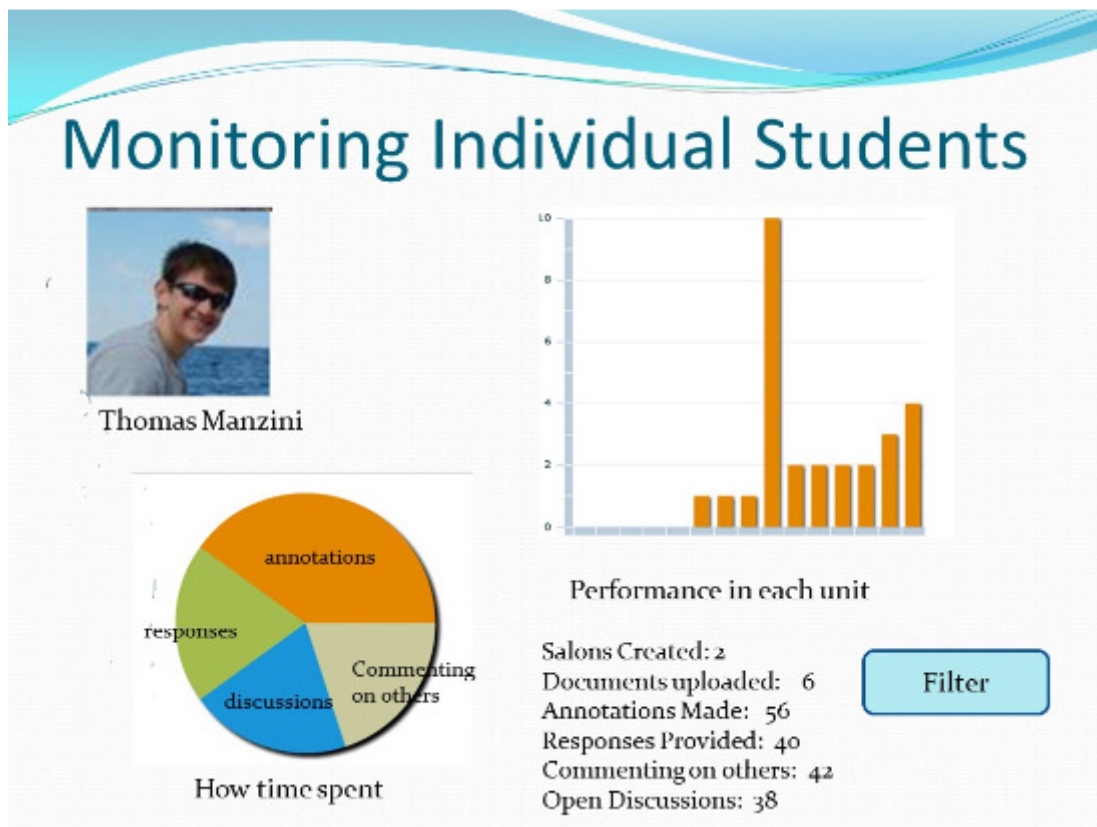 Monitoring Individual Students
Thomas Manzini
10
8
6
4
2
0
Performance in each unit
annotations
responses
discussions
Commenting
on others
How time spent
Salons Created: 2
Documents uploaded: 6
Annotations Made: 56
Responses Provided: 40
Commenting on others: 42
Open Discussions: 38
Filter